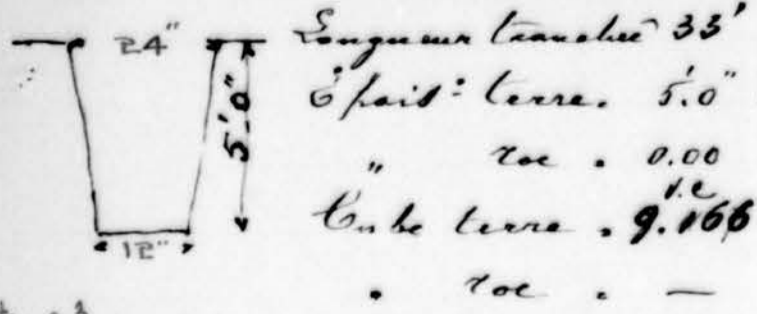 24"
5'.0"
12"
Longueur tranchée 33'
Épais: terre. 5'.0"
" roc . 0.00
v.c
Cube terre . 9.166
" roc . —